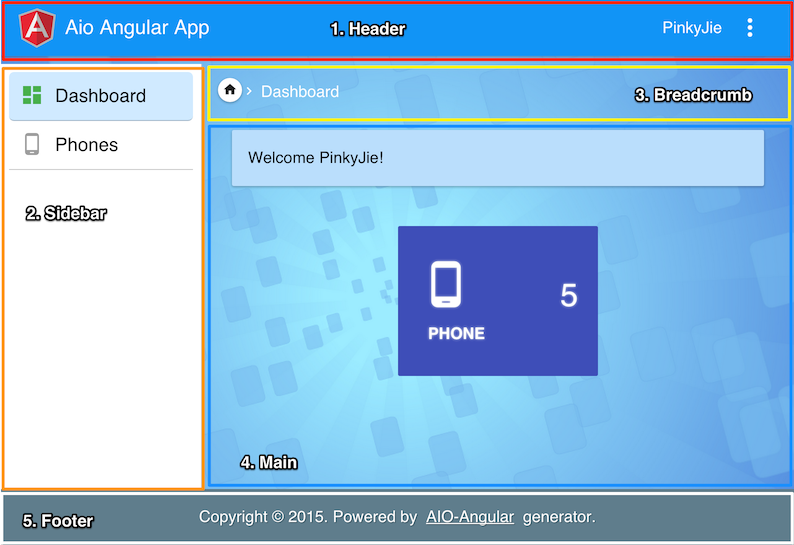 Aio Angular App
1. Header
PinkyJie
Dashboard
Phones
2. Sidebar
Dashboard
3. Breadcrumb
Welcome PinkyJie!
5
PHONE
4. Main
5. Footer
Copyright © 2015. Powered by AIO-Angular generator.